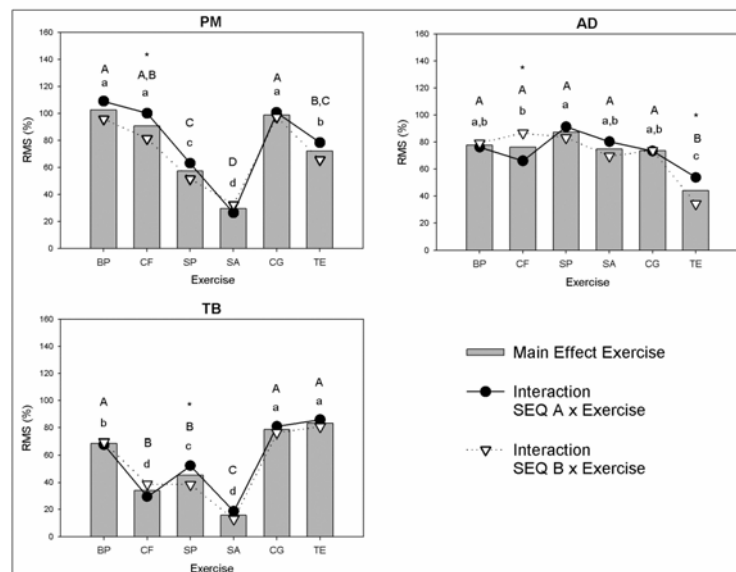 PM
160
140
120
100
80
60
40
20
0
RMS (%)
A
a
*
A,B
a
C
c
D
d
A
a
B,C
b
BP CF SP SA CG TE
Exercise
AD
160
140
120
100
80
60
40
20
0
RMS (%)
A
a,b
*
A
b
A
a
A
a,b
A
a,b
*
B
c
BP CF SP SA CG TE
Exercise
TB
160
140
120
100
80
60
40
20
0
RMS (%)
A
b
B
d
*
B
c
C
d
A
a
A
a
BP CF SP SA CG TE
Exercise
Main Effect Exercise
Interaction
SEQ A x Exercise
Interaction
SEQ B x Exercise